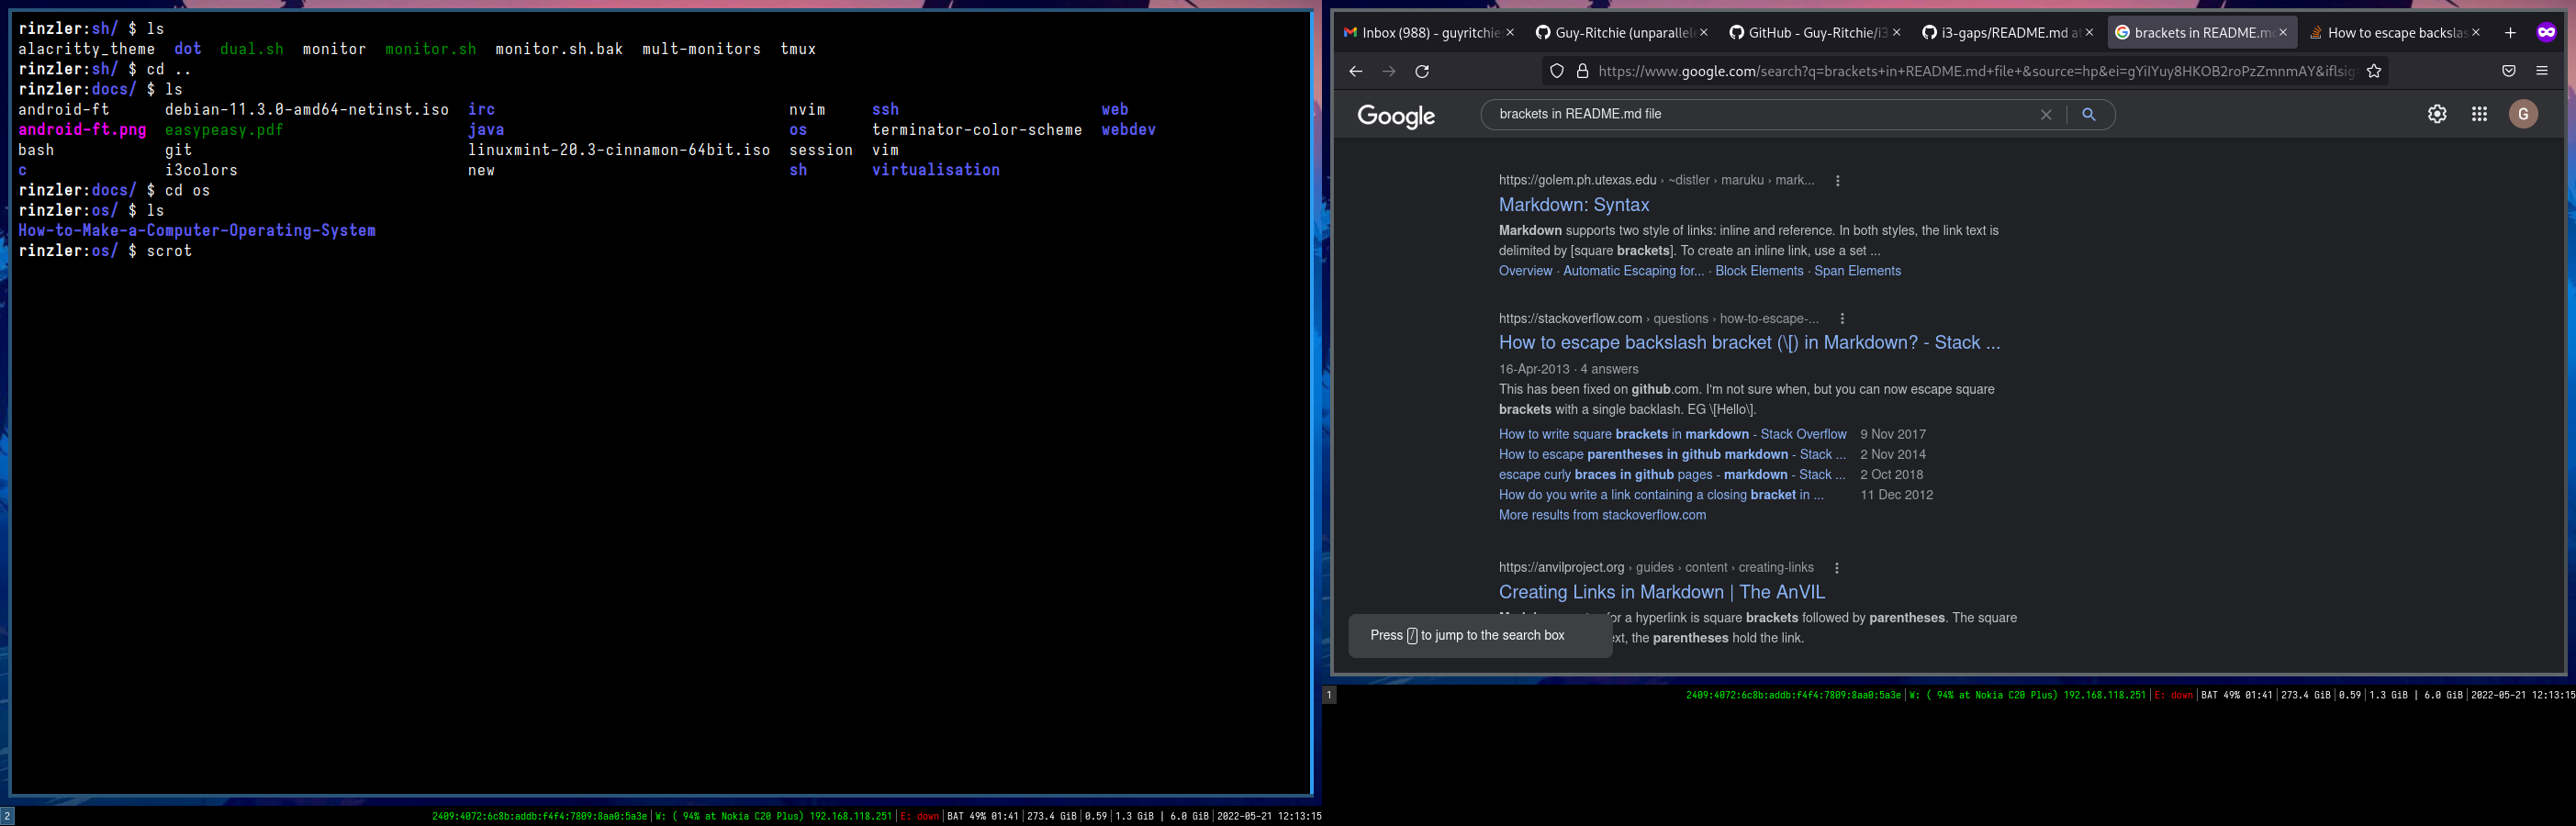 rinzler:sh/ $ ls
alacritty_theme  dot  dual.sh  monitor  monitor.sh  monitor.sh.bak  mult-monitors  tmux
rinzler:sh/ $ cd ..
rinzler:docs/ $ ls
android-ft  debian-11.3.0-amd64-netinst.iso  irc  nvim  ssh  web
android-ft.png  easypeasy.pdf  java  os  terminator-color-scheme  webdev
bash  git  linuxmint-20.3-cinnamon-64bit.iso  session  vim
c  i3colors  new  sh  virtualisation
rinzler:docs/ $ cd os
rinzler:os/ $ ls
How-to-Make-a-Computer-Operating-System
rinzler:os/ $ scrot
2  2409:4072:6c8b:addb:f4f4:7809:8aa0:5a3e | W: ( 94% at Nokia C20 Plus) 192.168.118.251 | E: down | BAT 49% 01:41 | 273.4 GiB | 0.59 | 1.3 GiB | 6.0 GiB | 2022-05-21 12:13:15
Inbox (988) - guyritchie  Guy-Ritchie (unparallel  GitHub - Guy-Ritchie/i3  i3-gaps/README.md at  brackets in README.md  How to escape backslas
https://www.google.com/search?q=brackets+in+README.md+file+&source=hp&ei=gYiIYuy8HKOB2roPzZmnmAY&iflsig
Google  brackets in README.md file  G
https://golem.ph.utexas.edu › ~distler › maruku › mark...
Markdown: Syntax
Markdown supports two style of links: inline and reference. In both styles, the link text is
delimited by [square brackets]. To create an inline link, use a set ...
Overview · Automatic Escaping for... · Block Elements · Span Elements
https://stackoverflow.com › questions › how-to-escape-...
How to escape backslash bracket (\[) in Markdown? - Stack ...
16-Apr-2013 · 4 answers
This has been fixed on github.com. I'm not sure when, but you can now escape square
brackets with a single backlash. EG \[Hello\].
How to write square brackets in markdown - Stack Overflow  9 Nov 2017
How to escape parentheses in github markdown - Stack ...  2 Nov 2014
escape curly braces in github pages - markdown - Stack ...  2 Oct 2018
How do you write a link containing a closing bracket in ...  11 Dec 2012
More results from stackoverflow.com
https://anvilproject.org › guides › content › creating-links
Creating Links in Markdown | The AnVIL
for a hyperlink is square brackets followed by parentheses. The square
the parentheses hold the link.
Press / to jump to the search box
1  2409:4072:6c8b:addb:f4f4:7809:8aa0:5a3e | W: ( 94% at Nokia C20 Plus) 192.168.118.251 | E: down | BAT 49% 01:41 | 273.4 GiB | 0.59 | 1.3 GiB | 6.0 GiB | 2022-05-21 12:13:15